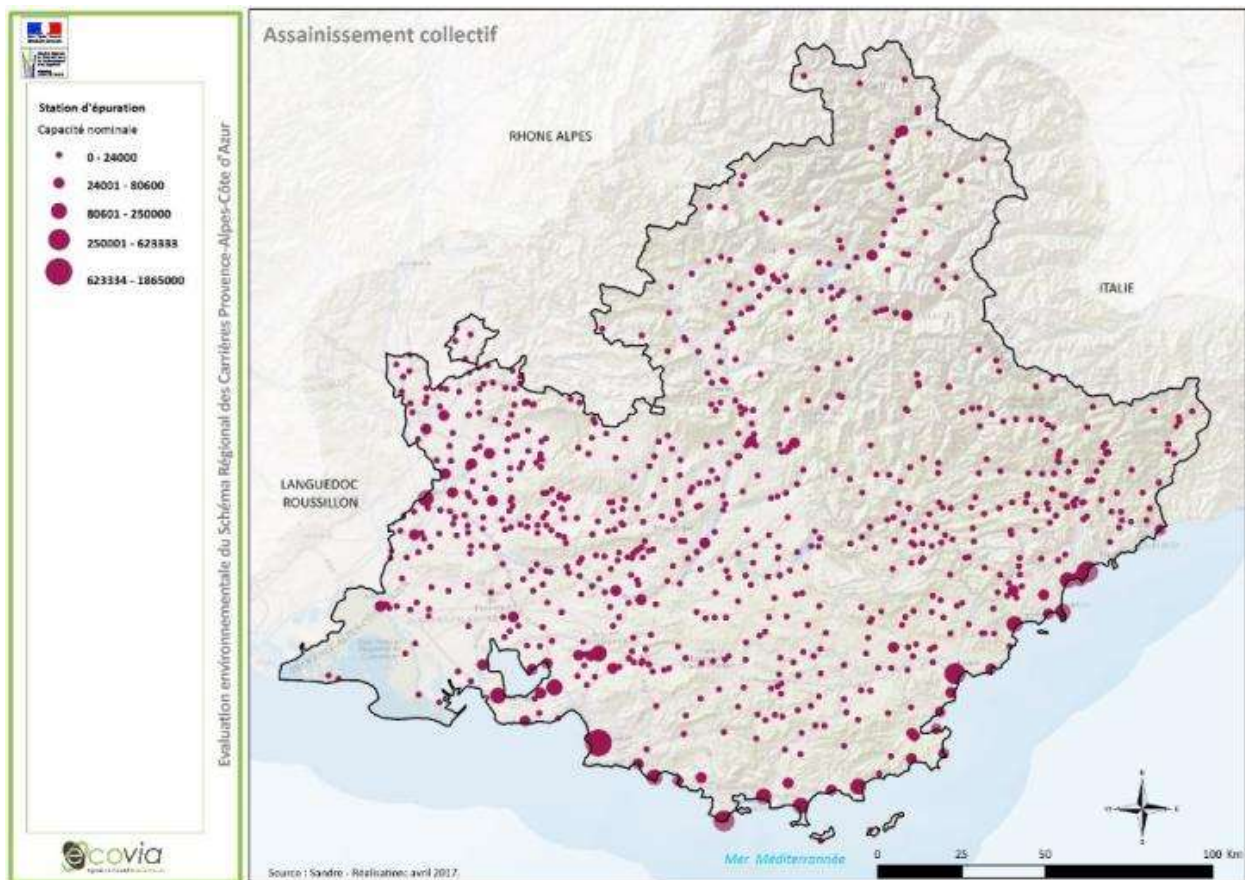 Assainissement collectif
Station d'épuration
Capacité nominale
0 - 24000
24001 - 80600
80601 - 250000
250001 - 623333
623334 - 1865000
Evaluation environnementale du Schéma Régional des Carrières Provence-Alpes-Côte d'Azur
RHONE ALPES
ITALIE
LANGUEDOC
ROUSSILLON
Mer Méditerrannée
0 25 50 100 Km
Source : Sandre - Réalisation: avril 2017.
écovia